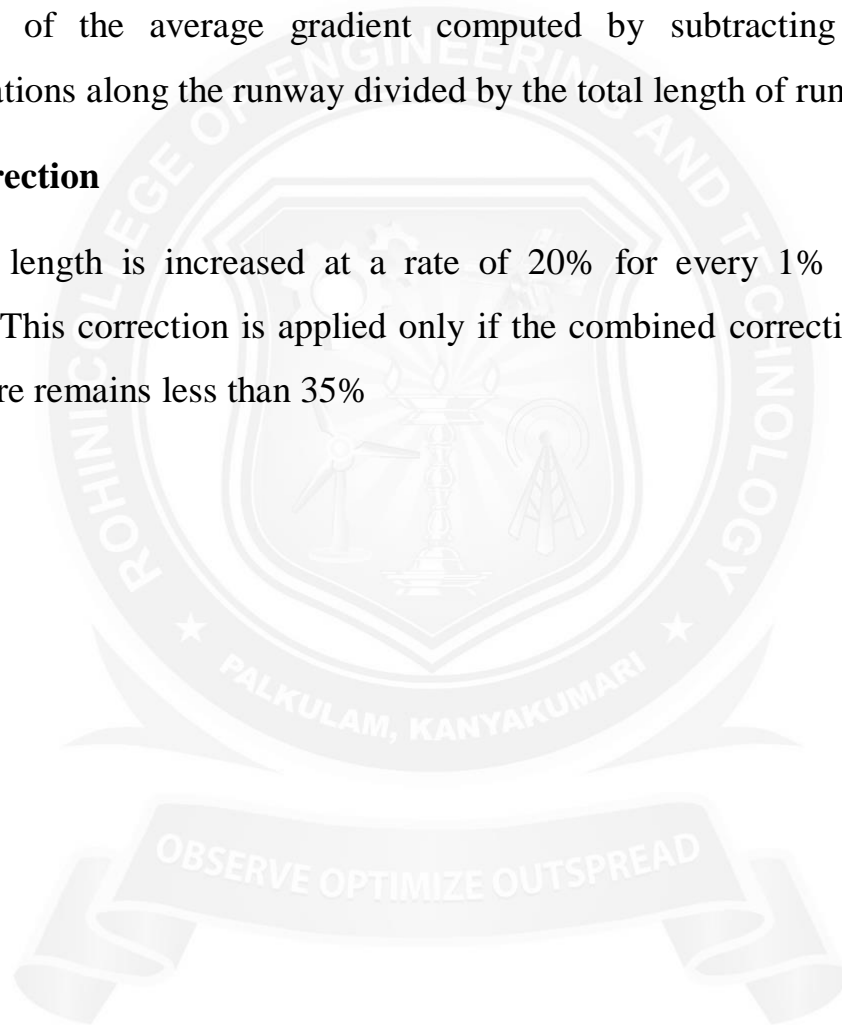 of the average gradient computed by subtracting
ations along the runway divided by the total length of run
rection
length is increased at a rate of 20% for every 1%
This correction is applied only if the combined correcti
re remains less than 35%
ROHINI COLLEGE OF ENGINEERING AND TECHNOLOGY
PALKULAM, KANYAKUMARI
OBSERVE OPTIMIZE OUTSPREAD